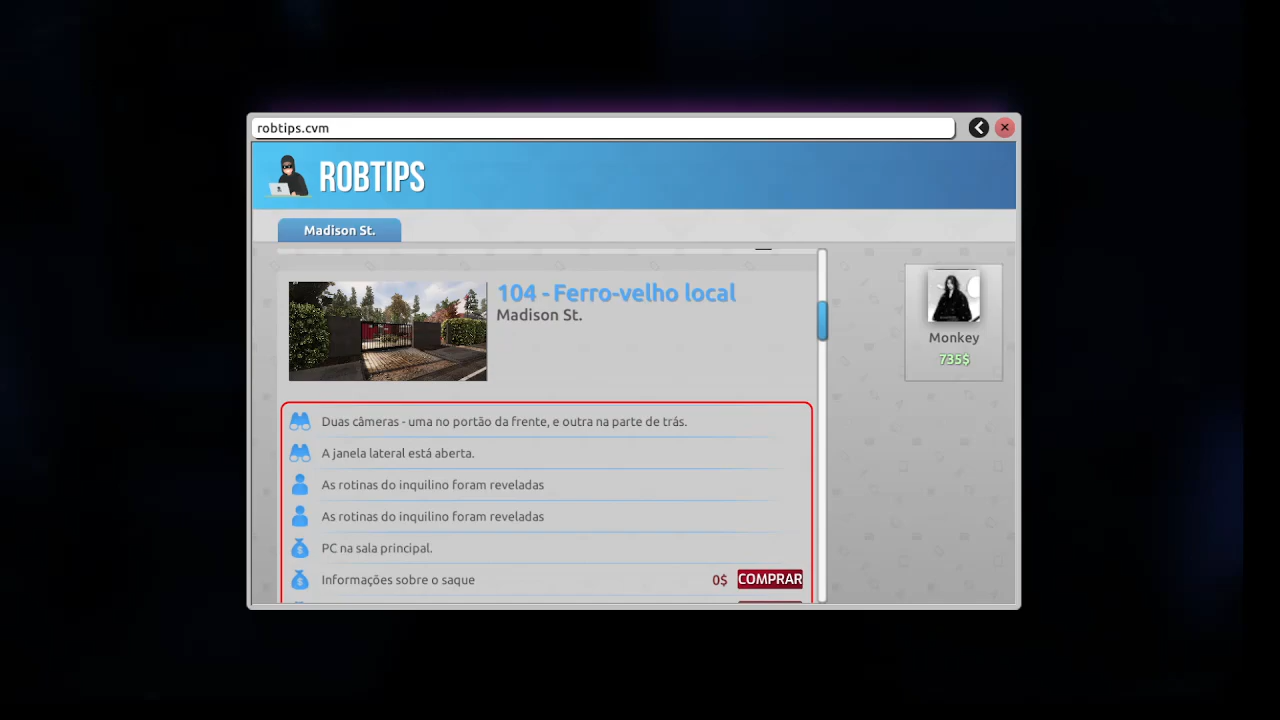 robtips.cvm
ROBTIPS
Madison St.
104 - Ferro-velho local
Madison St.
Monkey
735$
Duas câmeras - uma no portão da frente, e outra na parte de trás.
A janela lateral está aberta.
As rotinas do inquilino foram reveladas
As rotinas do inquilino foram reveladas
PC na sala principal.
Informações sobre o saque 0$ COMPRAR